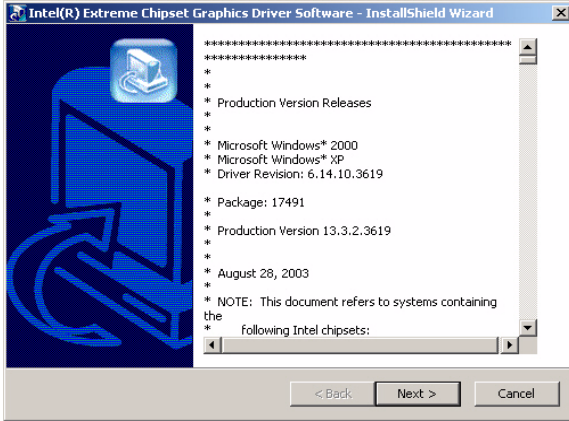 Intel(R) Extreme Chipset Graphics Driver Software - InstallShield Wizard
************************************************
****************
*
*
* Production Version Releases
*
*
* Microsoft Windows* 2000
* Microsoft Windows* XP
* Driver Revision: 6.14.10.3619

* Package: 17491
*
* Production Version 13.3.2.3619
*
*
* August 28, 2003
*
* NOTE: This document refers to systems containing
the
* following Intel chipsets:
< Back
Next >
Cancel